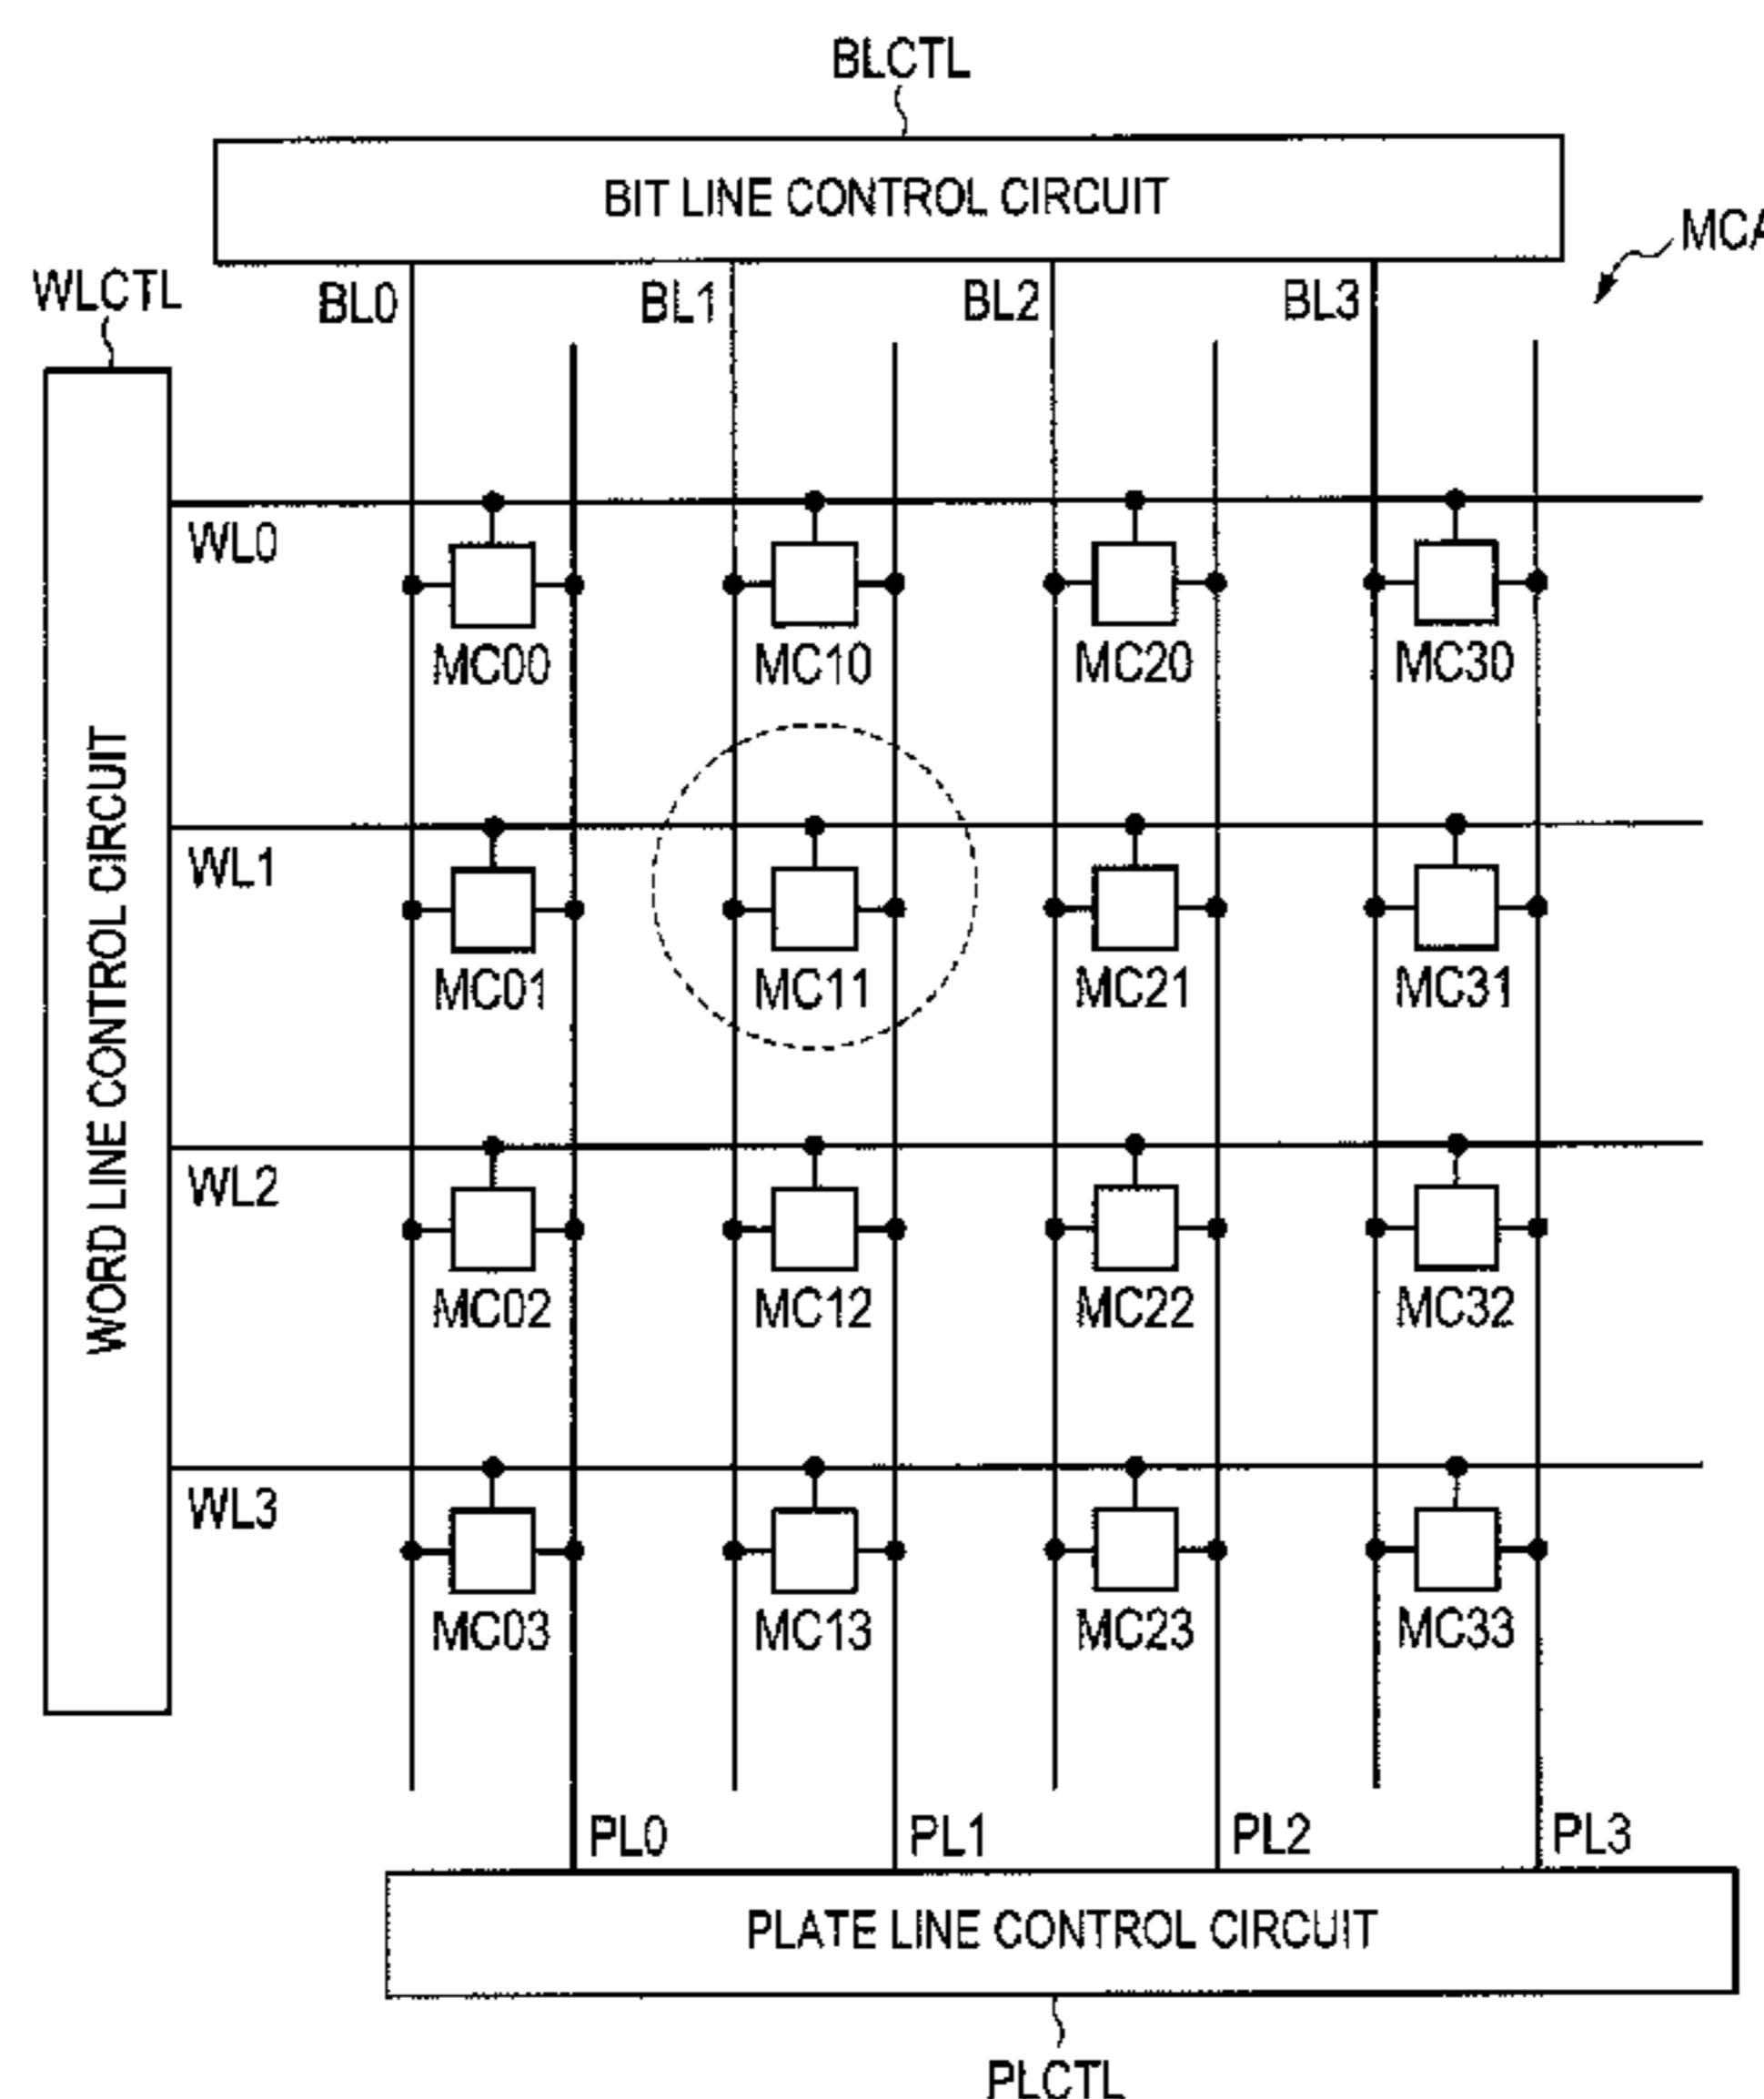 BLCTL
BIT LINE CONTROL CIRCUIT
MCA
WLCTL
BL0 BL1 BL2 BL3
WORD LINE CONTROL CIRCUIT
WL0
MC00 MC10 MC20 MC30
WL1
MC01 MC11 MC21 MC31
WL2
MC02 MC12 MC22 MC32
WL3
MC03 MC13 MC23 MC33
PL0 PL1 PL2 PL3
PLATE LINE CONTROL CIRCUIT
PLCTL